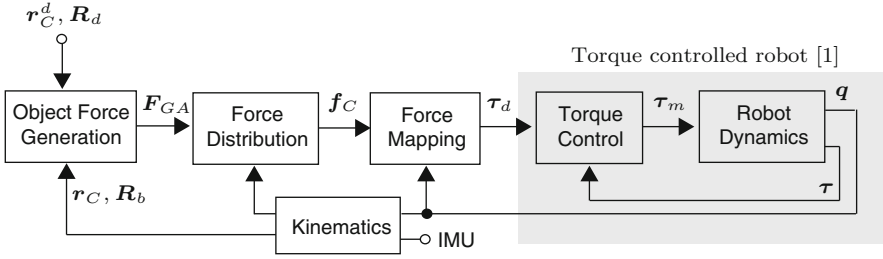 r_C^d, R_d
Torque controlled robot [1]
Object Force
Generation
F_GA
Force
Distribution
f_C
Force
Mapping
τ_d
Torque
Control
τ_m
Robot
Dynamics
q
τ
r_C, R_b
Kinematics
IMU